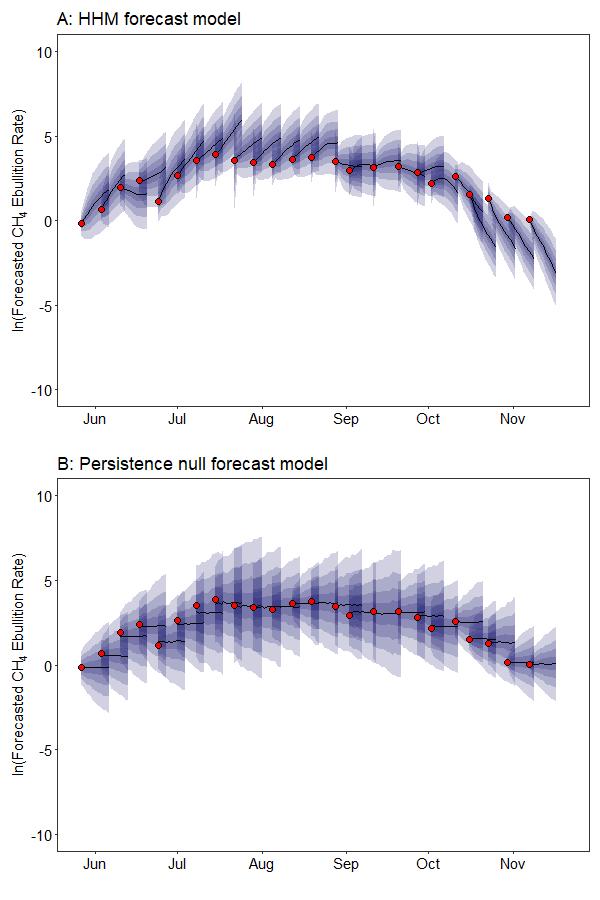 A: HHM forecast model
10
5
0
-5
-10
ln(Forecasted CH4 Ebullition Rate)
Jun Jul Aug Sep Oct Nov
B: Persistence null forecast model
10
5
0
-5
-10
ln(Forecasted CH4 Ebullition Rate)
Jun Jul Aug Sep Oct Nov